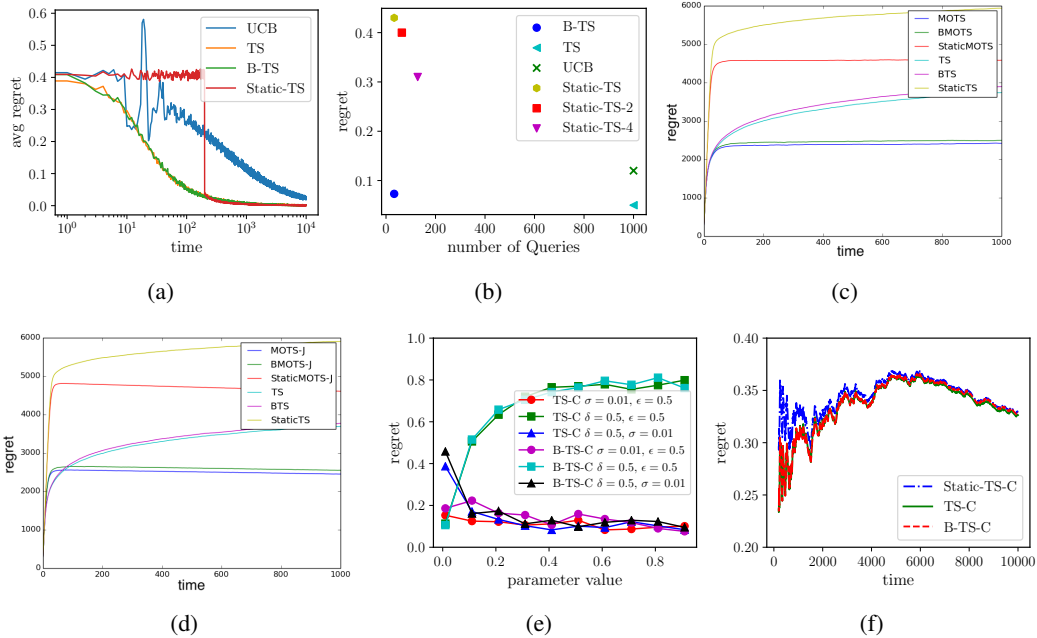 avg regret
0.6
0.5
0.4
0.3
0.2
0.1
0.0
UCB
TS
B-TS
Static-TS
10^0
10^1
10^2
10^3
10^4
time
(a)
regret
0.4
0.3
0.2
0.1
B-TS
TS
UCB
Static-TS
Static-TS-2
Static-TS-4
0
200
400
600
800
1000
number of Queries
(b)
regret
6000
5000
4000
3000
2000
1000
0
MOTS
BMOTS
StaticMOTS
TS
BTS
StaticTS
0
200
400
600
800
1000
time
(c)
regret
6000
5000
4000
3000
2000
1000
0
MOTS-J
BMOTS-J
StaticMOTS-J
TS
BTS
StaticTS
0
200
400
600
800
1000
time
(d)
regret
1.0
0.8
0.6
0.4
0.2
0.0
TS-C σ = 0.01, ϵ = 0.5
TS-C δ = 0.5, ϵ = 0.5
TS-C δ = 0.5, σ = 0.01
B-TS-C σ = 0.01, ϵ = 0.5
B-TS-C δ = 0.5, ϵ = 0.5
B-TS-C δ = 0.5, σ = 0.01
0.0
0.2
0.4
0.6
0.8
parameter value
(e)
regret
0.40
0.35
0.30
0.25
0.20
Static-TS-C
TS-C
B-TS-C
0
2000
4000
6000
8000
10000
time
(f)